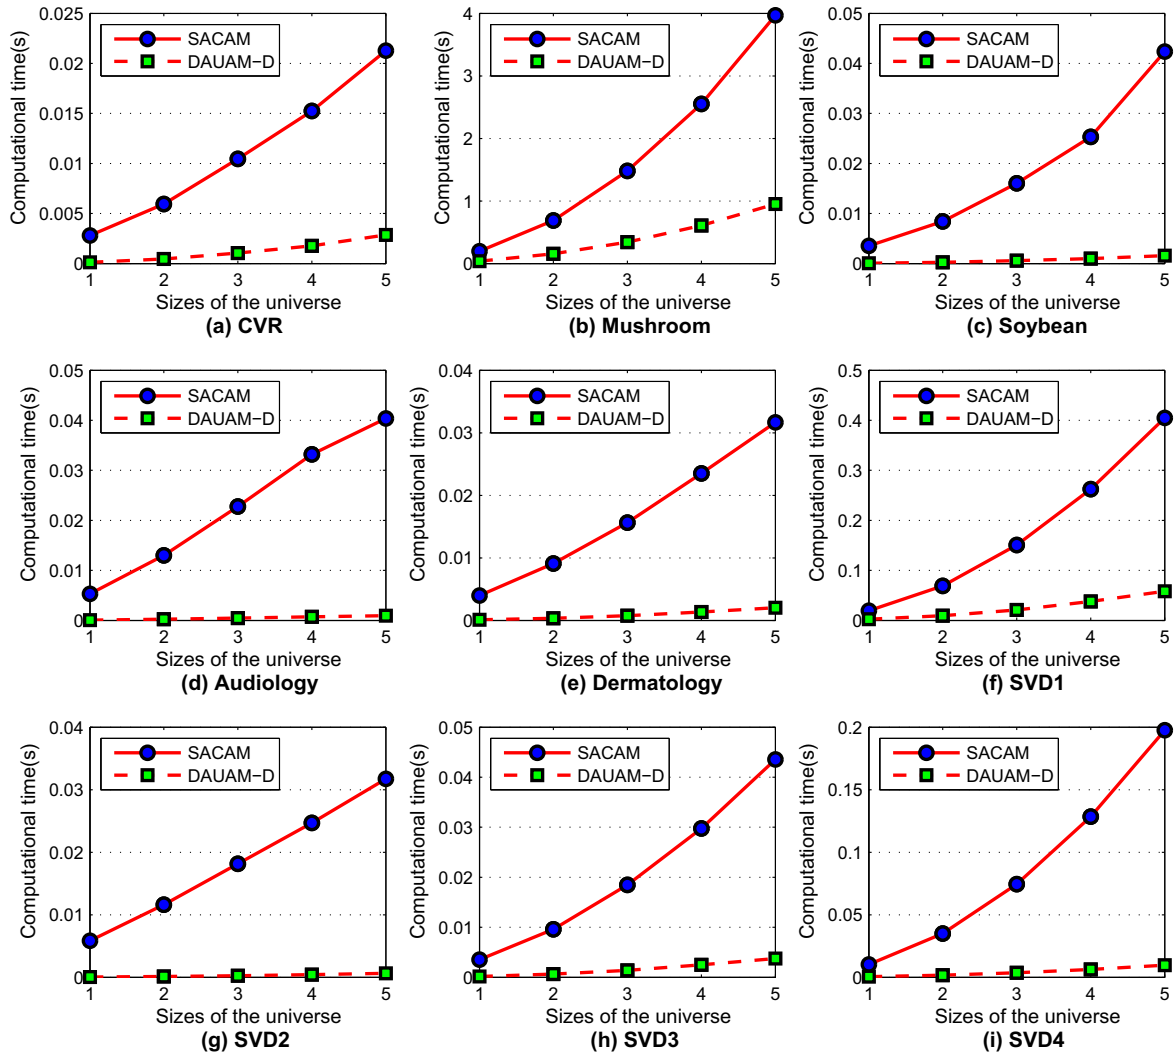 0.025
0.02
0.015
0.01
0.005
0
Computational time(s)
SACAM
DAUAM−D
1 2 3 4 5
Sizes of the universe
(a) CVR
4
3
2
1
0
Computational time(s)
SACAM
DAUAM−D
1 2 3 4 5
Sizes of the universe
(b) Mushroom
0.05
0.04
0.03
0.02
0.01
0
Computational time(s)
SACAM
DAUAM−D
1 2 3 4 5
Sizes of the universe
(c) Soybean
0.05
0.04
0.03
0.02
0.01
0
Computational time(s)
SACAM
DAUAM−D
1 2 3 4 5
Sizes of the universe
(d) Audiology
0.04
0.03
0.02
0.01
0
Computational time(s)
SACAM
DAUAM−D
1 2 3 4 5
Sizes of the universe
(e) Dermatology
0.5
0.4
0.3
0.2
0.1
0
Computational time(s)
SACAM
DAUAM−D
1 2 3 4 5
Sizes of the universe
(f) SVD1
0.04
0.03
0.02
0.01
0
Computational time(s)
SACAM
DAUAM−D
1 2 3 4 5
Sizes of the universe
(g) SVD2
0.05
0.04
0.03
0.02
0.01
0
Computational time(s)
SACAM
DAUAM−D
1 2 3 4 5
Sizes of the universe
(h) SVD3
0.2
0.15
0.1
0.05
0
Computational time(s)
SACAM
DAUAM−D
1 2 3 4 5
Sizes of the universe
(i) SVD4